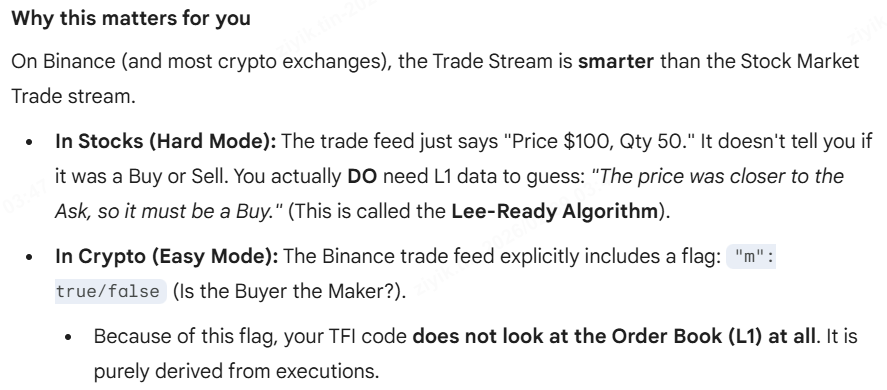 Why this matters for you
On Binance (and most crypto exchanges), the Trade Stream is smarter than the Stock Market
Trade stream.
• In Stocks (Hard Mode): The trade feed just says "Price $100, Qty 50." It doesn't tell you if
it was a Buy or Sell. You actually DO need L1 data to guess: "The price was closer to the
Ask, so it must be a Buy." (This is called the Lee-Ready Algorithm).
• In Crypto (Easy Mode): The Binance trade feed explicitly includes a flag: "m":
true/false (Is the Buyer the Maker?).
• Because of this flag, your TFI code does not look at the Order Book (L1) at all. It is
purely derived from executions.